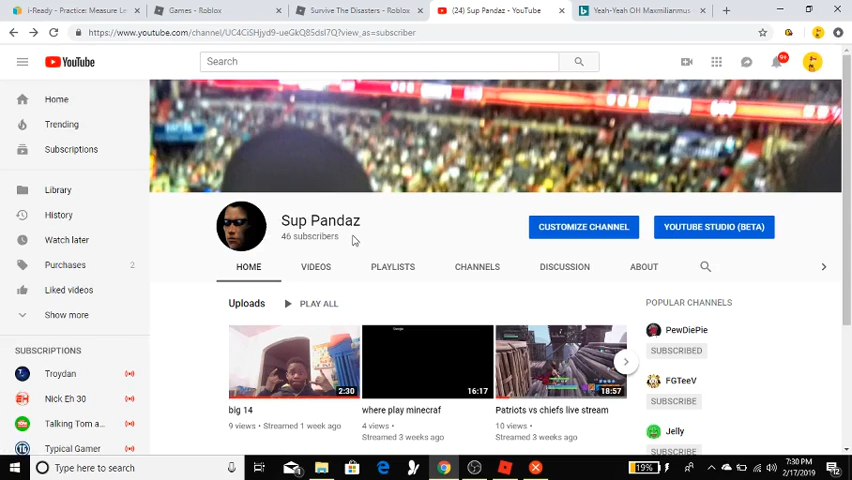 i-Ready - Practice: Measure Le
Games - Roblox
Survive The Disasters - Roblox
(24) Sup Pandaz - YouTube
Yeah-Yeah OH Maxmilianmus
https://www.youtube.com/channel/UC4CiSHjyd9-ueGkQ8SdsI7Q?view_as=subscriber
YouTube
Search
9+
Home
Trending
Subscriptions
Library
History
Watch later
Purchases 2
Liked videos
Show more
SUBSCRIPTIONS
Troydan
Nick Eh 30
Talking Tom a...
Typical Gamer
Sup Pandaz
46 subscribers
CUSTOMIZE CHANNEL
YOUTUBE STUDIO (BETA)
HOME VIDEOS PLAYLISTS CHANNELS DISCUSSION ABOUT
Uploads PLAY ALL
2:30
big 14
9 views • Streamed 1 week ago
Google
16:17
where play minecraf
4 views •
Streamed 3 weeks ago
18:57
Patriots vs chiefs live stream
10 views •
Streamed 3 weeks ago
POPULAR CHANNELS
PewDiePie
SUBSCRIBED
FGTeeV
SUBSCRIBE
Jelly
SUBSCRIBE
Type here to search
19%
7:30 PM
2/17/2019
12